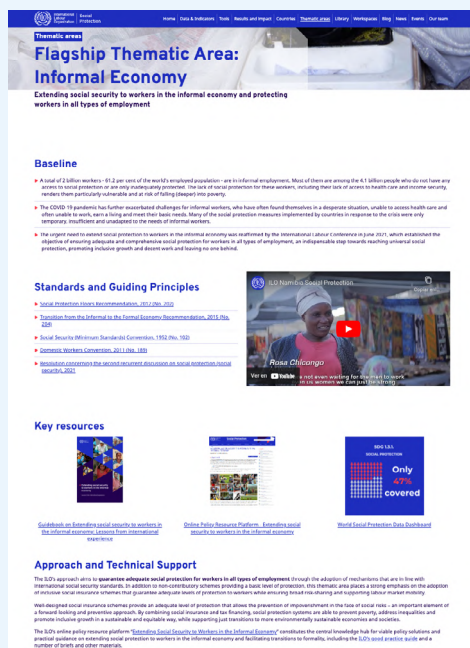 International
Labour
Organization
Social
Protection
Home | Data & Indicators | Tools | Results and Impact | Countries | Thematic areas | Library | Workspaces | Blog | News | Events | Our team
Thematic areas
Flagship Thematic Area:
Informal Economy
Extending social security to workers in the informal economy and protecting
workers in all types of employment
Baseline
A total of 2 billion workers - 61.2 per cent of the world's employed population - are in informal employment. Most of them are among the 4.1 billion people who do not have any
access to social protection or are only inadequately protected. The lack of social protection for these workers, including their lack of access to health care and income security,
renders them particularly vulnerable and at risk of falling (deeper) into poverty.
The COVID 19 pandemic has further exacerbated challenges for informal workers, who have often found themselves in a desperate situation, unable to access health care and
often unable to work, earn a living and meet their basic needs. Many of the social protection measures implemented by countries in response to the crisis were only
temporary, insufficient and unadapted to the needs of informal workers.
The urgent need to extend social protection to workers in the informal economy was reaffirmed by the International Labour Conference in June 2021, which established the
objective of ensuring adequate and comprehensive social protection for workers in all types of employment, an indispensable step towards reaching universal social
protection, promoting inclusive growth and decent work and leaving no one behind.
Standards and Guiding Principles
Social Protection Floors Recommendation, 2012 (No. 202)
Transition from the Informal to the Formal Economy Recommendation, 2015 (No.
204)
Social Security (Minimum Standards) Convention, 1952 (No. 102)
Domestic Workers Convention, 2011 (No. 189)
Resolution concerning the second recurrent discussion on social protection (social
security), 2021
ILO Namibia Social Protection
Rosa Chicongo
Ver en YouTube
not even waiting for the man to work
in us women we can just be strong
Key resources
SDG 1.3.1.
SOCIAL PROTECTION
Only
47%
covered
Guidebook on Extending social security to workers in
the informal economy: Lessons from international
experience
Online Policy Resource Platform Extending social
security to workers in the informal economy
World Social Protection Data Dashboard
Approach and Technical Support
The ILO's approach aims to guarantee adequate social protection for workers in all types of employment through the adoption of mechanisms that are in line with
international social security standards. In addition to non-contributory schemes providing a basic level of protection, this thematic area places a strong emphasis on the adoption
of inclusive social insurance schemes that guarantee adequate levels of protection to workers while ensuring broad risk-sharing and supporting labour market mobility.
Well-designed social insurance schemes provide an adequate level of protection that allows the prevention of impoverishment in the face of social risks – an important element of
a forward looking and preventive approach. By combining social insurance and tax financing, social protection systems are able to prevent poverty, address inequalities and
promote inclusive growth in a sustainable and equitable way, while supporting just transitions to more environmentally sustainable economies and societies.
The ILO's online policy resource platform "Extending Social Security to Workers in the Informal Economy" constitutes the central knowledge hub for viable policy solutions and
practical guidance on extending social protection to workers in the informal economy and facilitating transitions to formality, including the ILO's good practice guide and a
number of briefs and other materials.